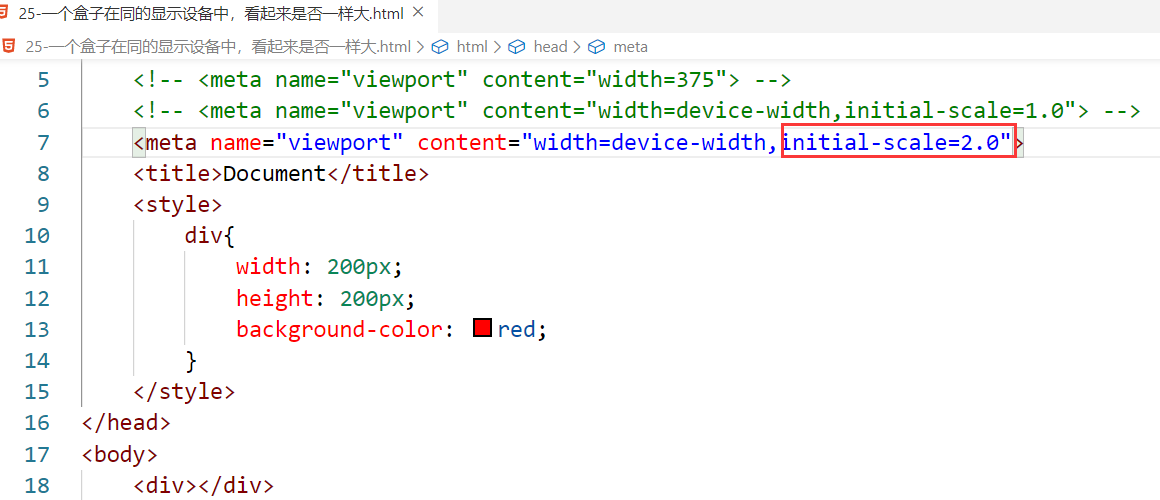 25-一个盒子在同的显示设备中，看起来是否一样大.html ×
25-一个盒子在同的显示设备中，看起来是否一样大.html > html > head > meta
5 <!-- <meta name="viewport" content="width=375"> -->
6 <!-- <meta name="viewport" content="width=device-width,initial-scale=1.0"> -->
7 <meta name="viewport" content="width=device-width,initial-scale=2.0">
8 <title>Document</title>
9 <style>
10 div{
11 width: 200px;
12 height: 200px;
13 background-color: red;
14 }
15 </style>
16 </head>
17 <body>
18 <div></div>